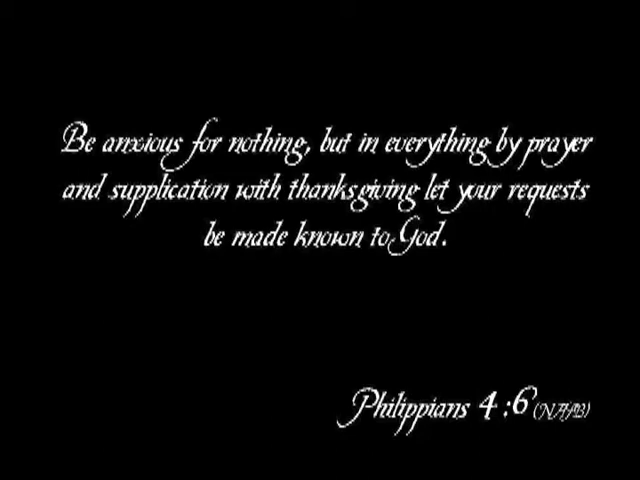 Be anxious for nothing, but in everything by prayer
and supplication with thanksgiving let your requests
be made known to God.
Philippians 4:6 (NASB)